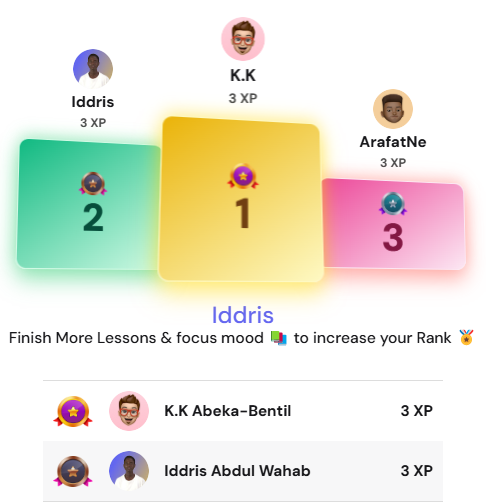 K.K
3 XP
Iddris
3 XP
ArafatNe
3 XP
1
2
3
Iddris
Finish More Lessons & focus mood to increase your Rank
K.K Abeka-Bentil 3 XP
Iddris Abdul Wahab 3 XP